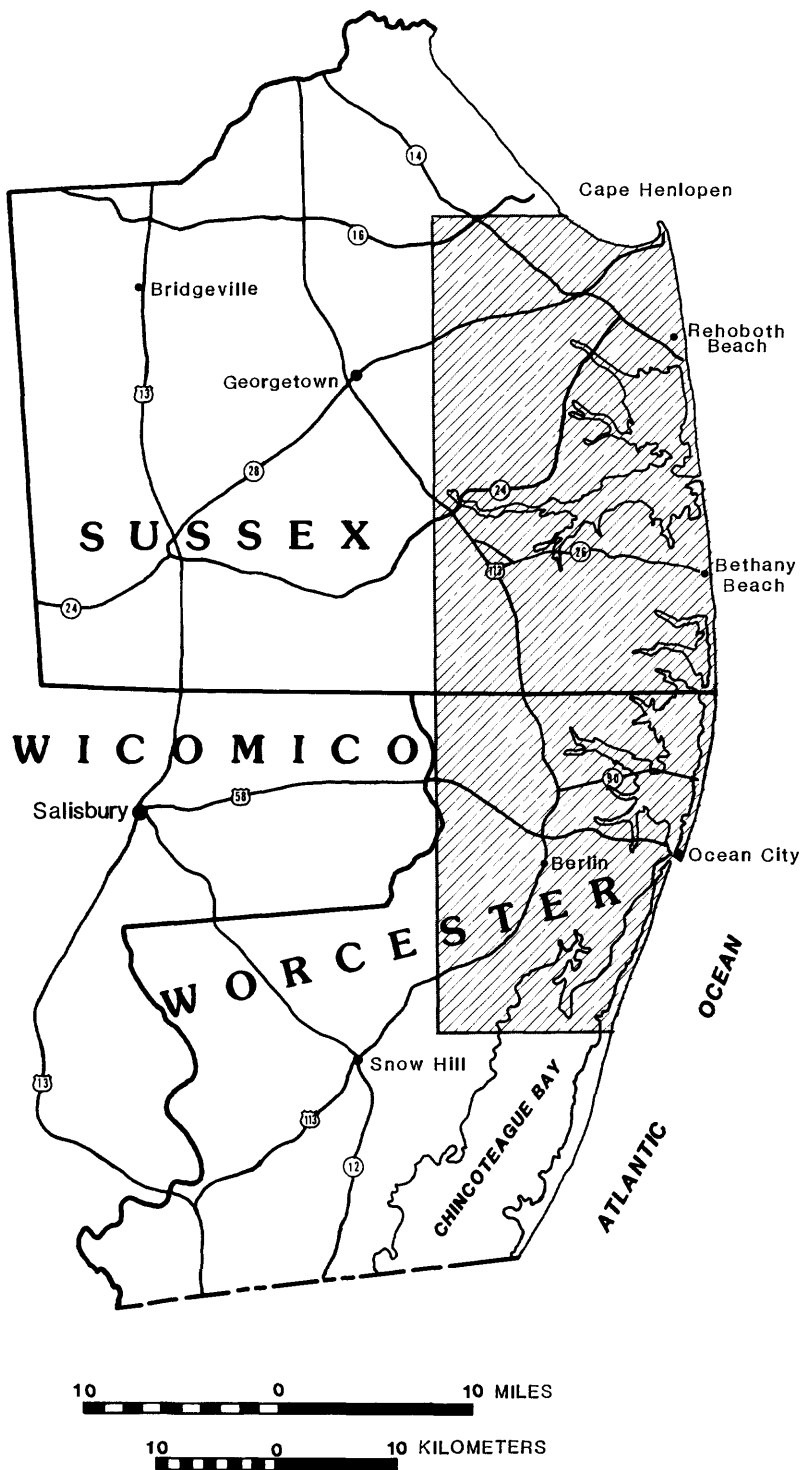 Cape Henlopen
14
16
Bridgeville
Rehoboth
Beach
Georgetown
13
28
24
SUSSEX
26
113
Bethany
Beach
24
WICOMICO
90
50
Salisbury
Ocean City
Berlin
WORCESTER
OCEAN
Snow Hill
13
113
CHINCOTEAGUE BAY
12
ATLANTIC
10 0 10 MILES
10 0 10 KILOMETERS